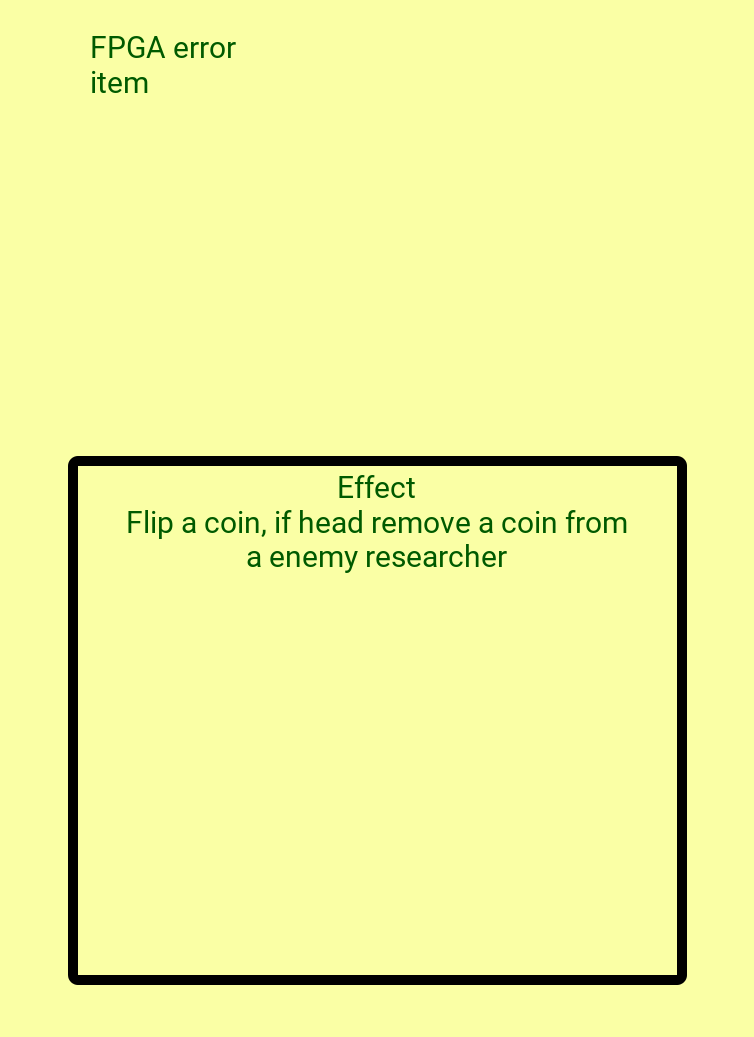 FPGA error
item
Effect
Flip a coin, if head remove a coin from
a enemy researcher